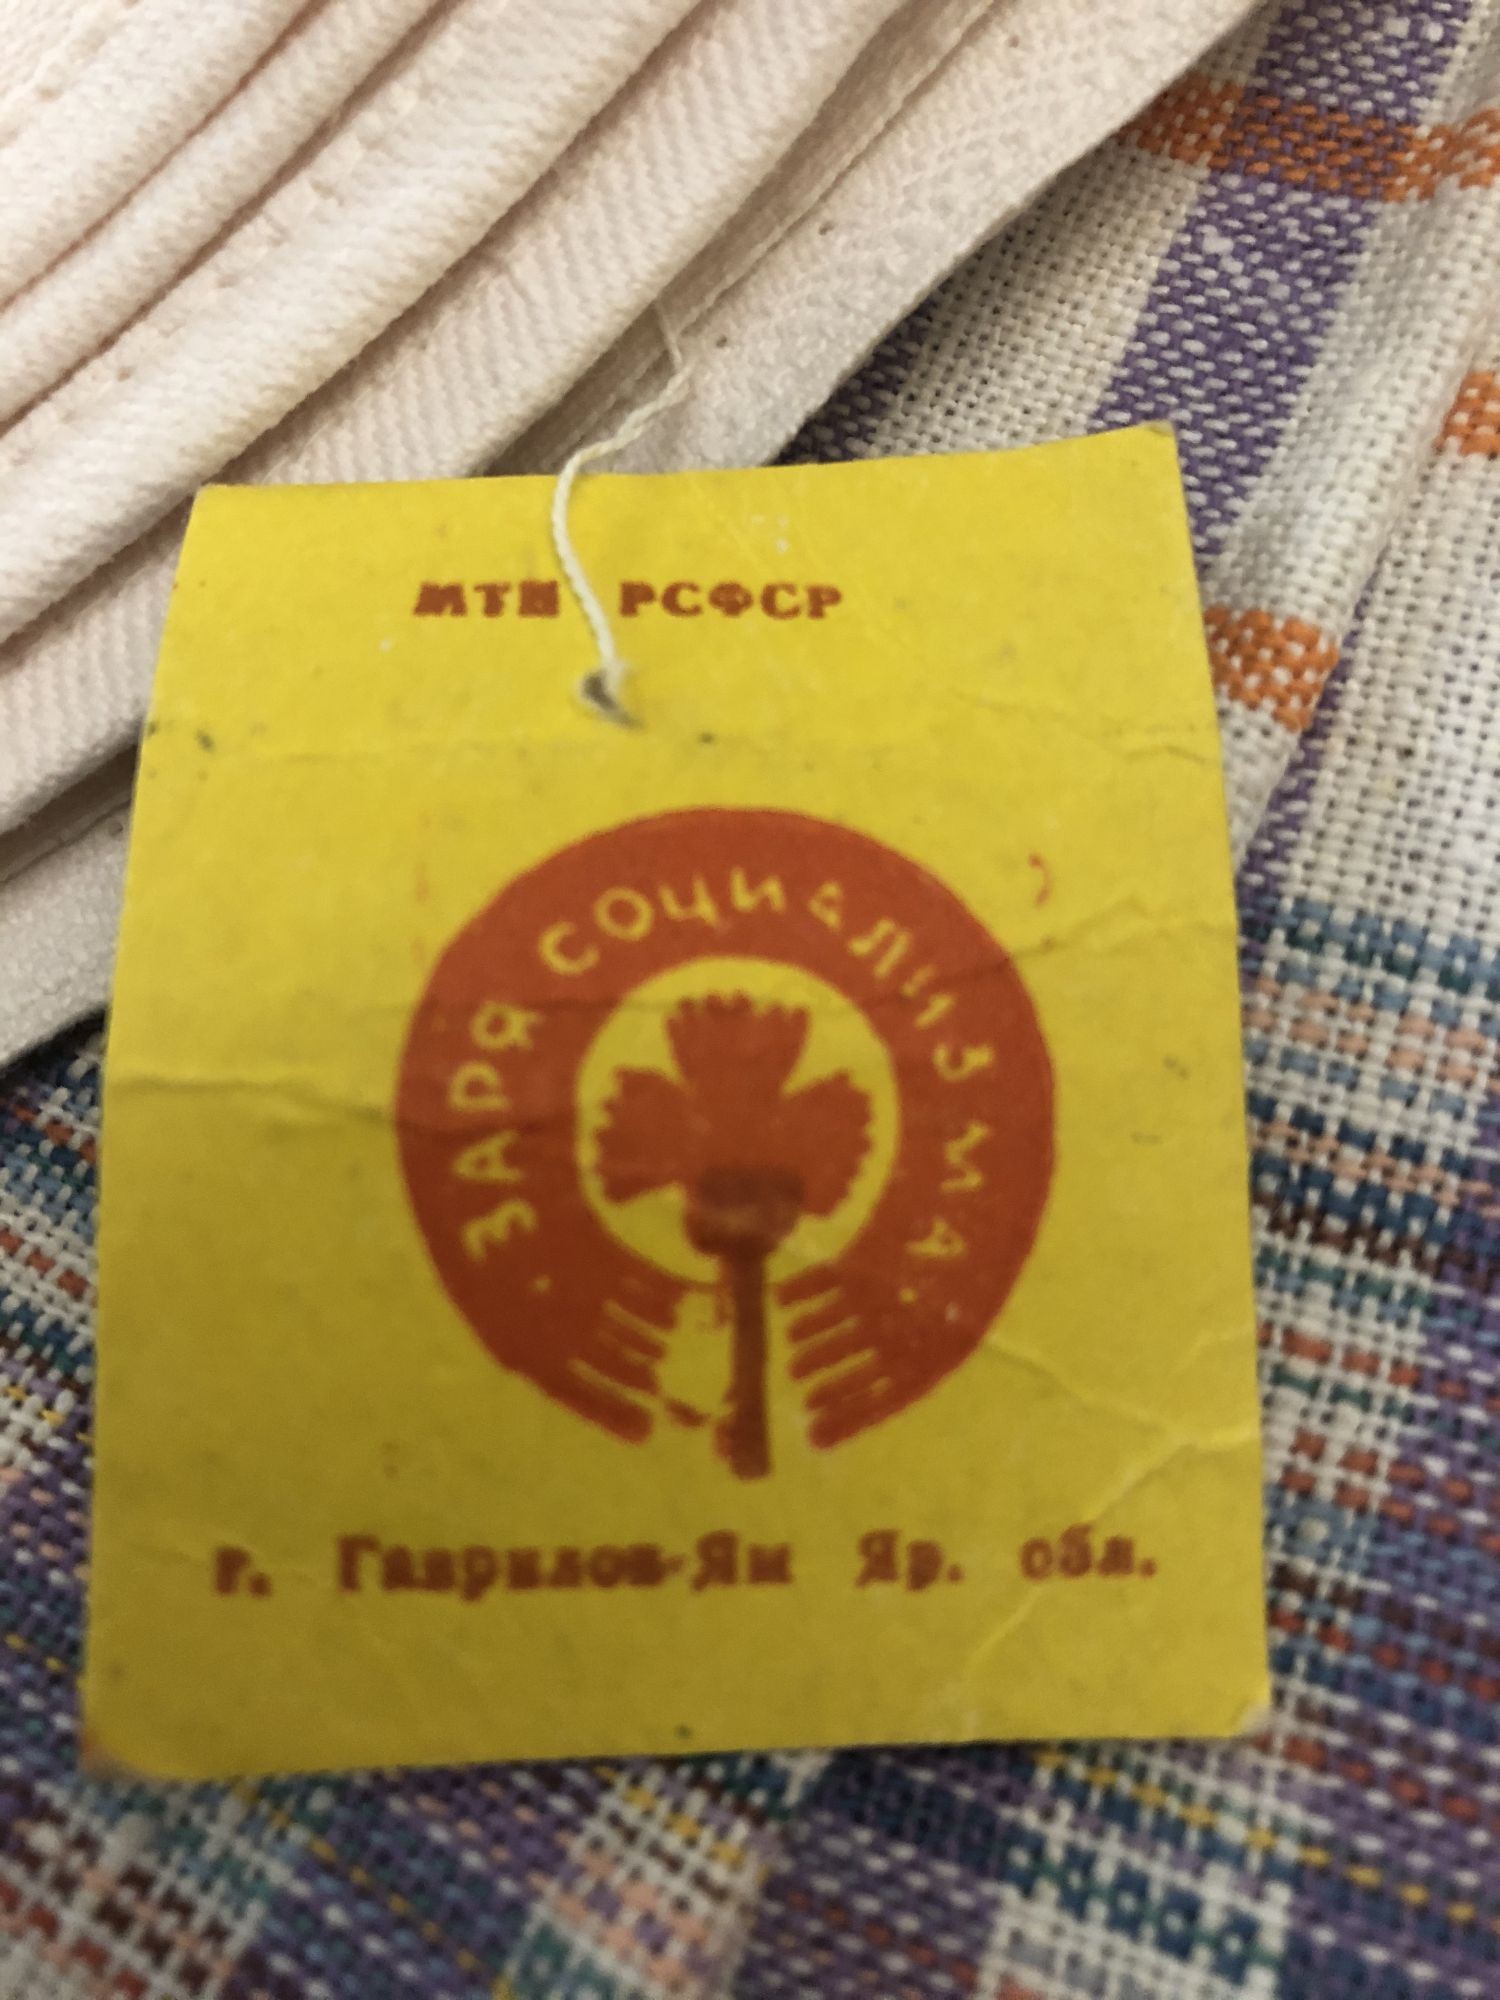 МТП РСФСР
ЗАРЯ СОЦИАЛИЗМА
г. Гаврилов-Ям Яр. обл.